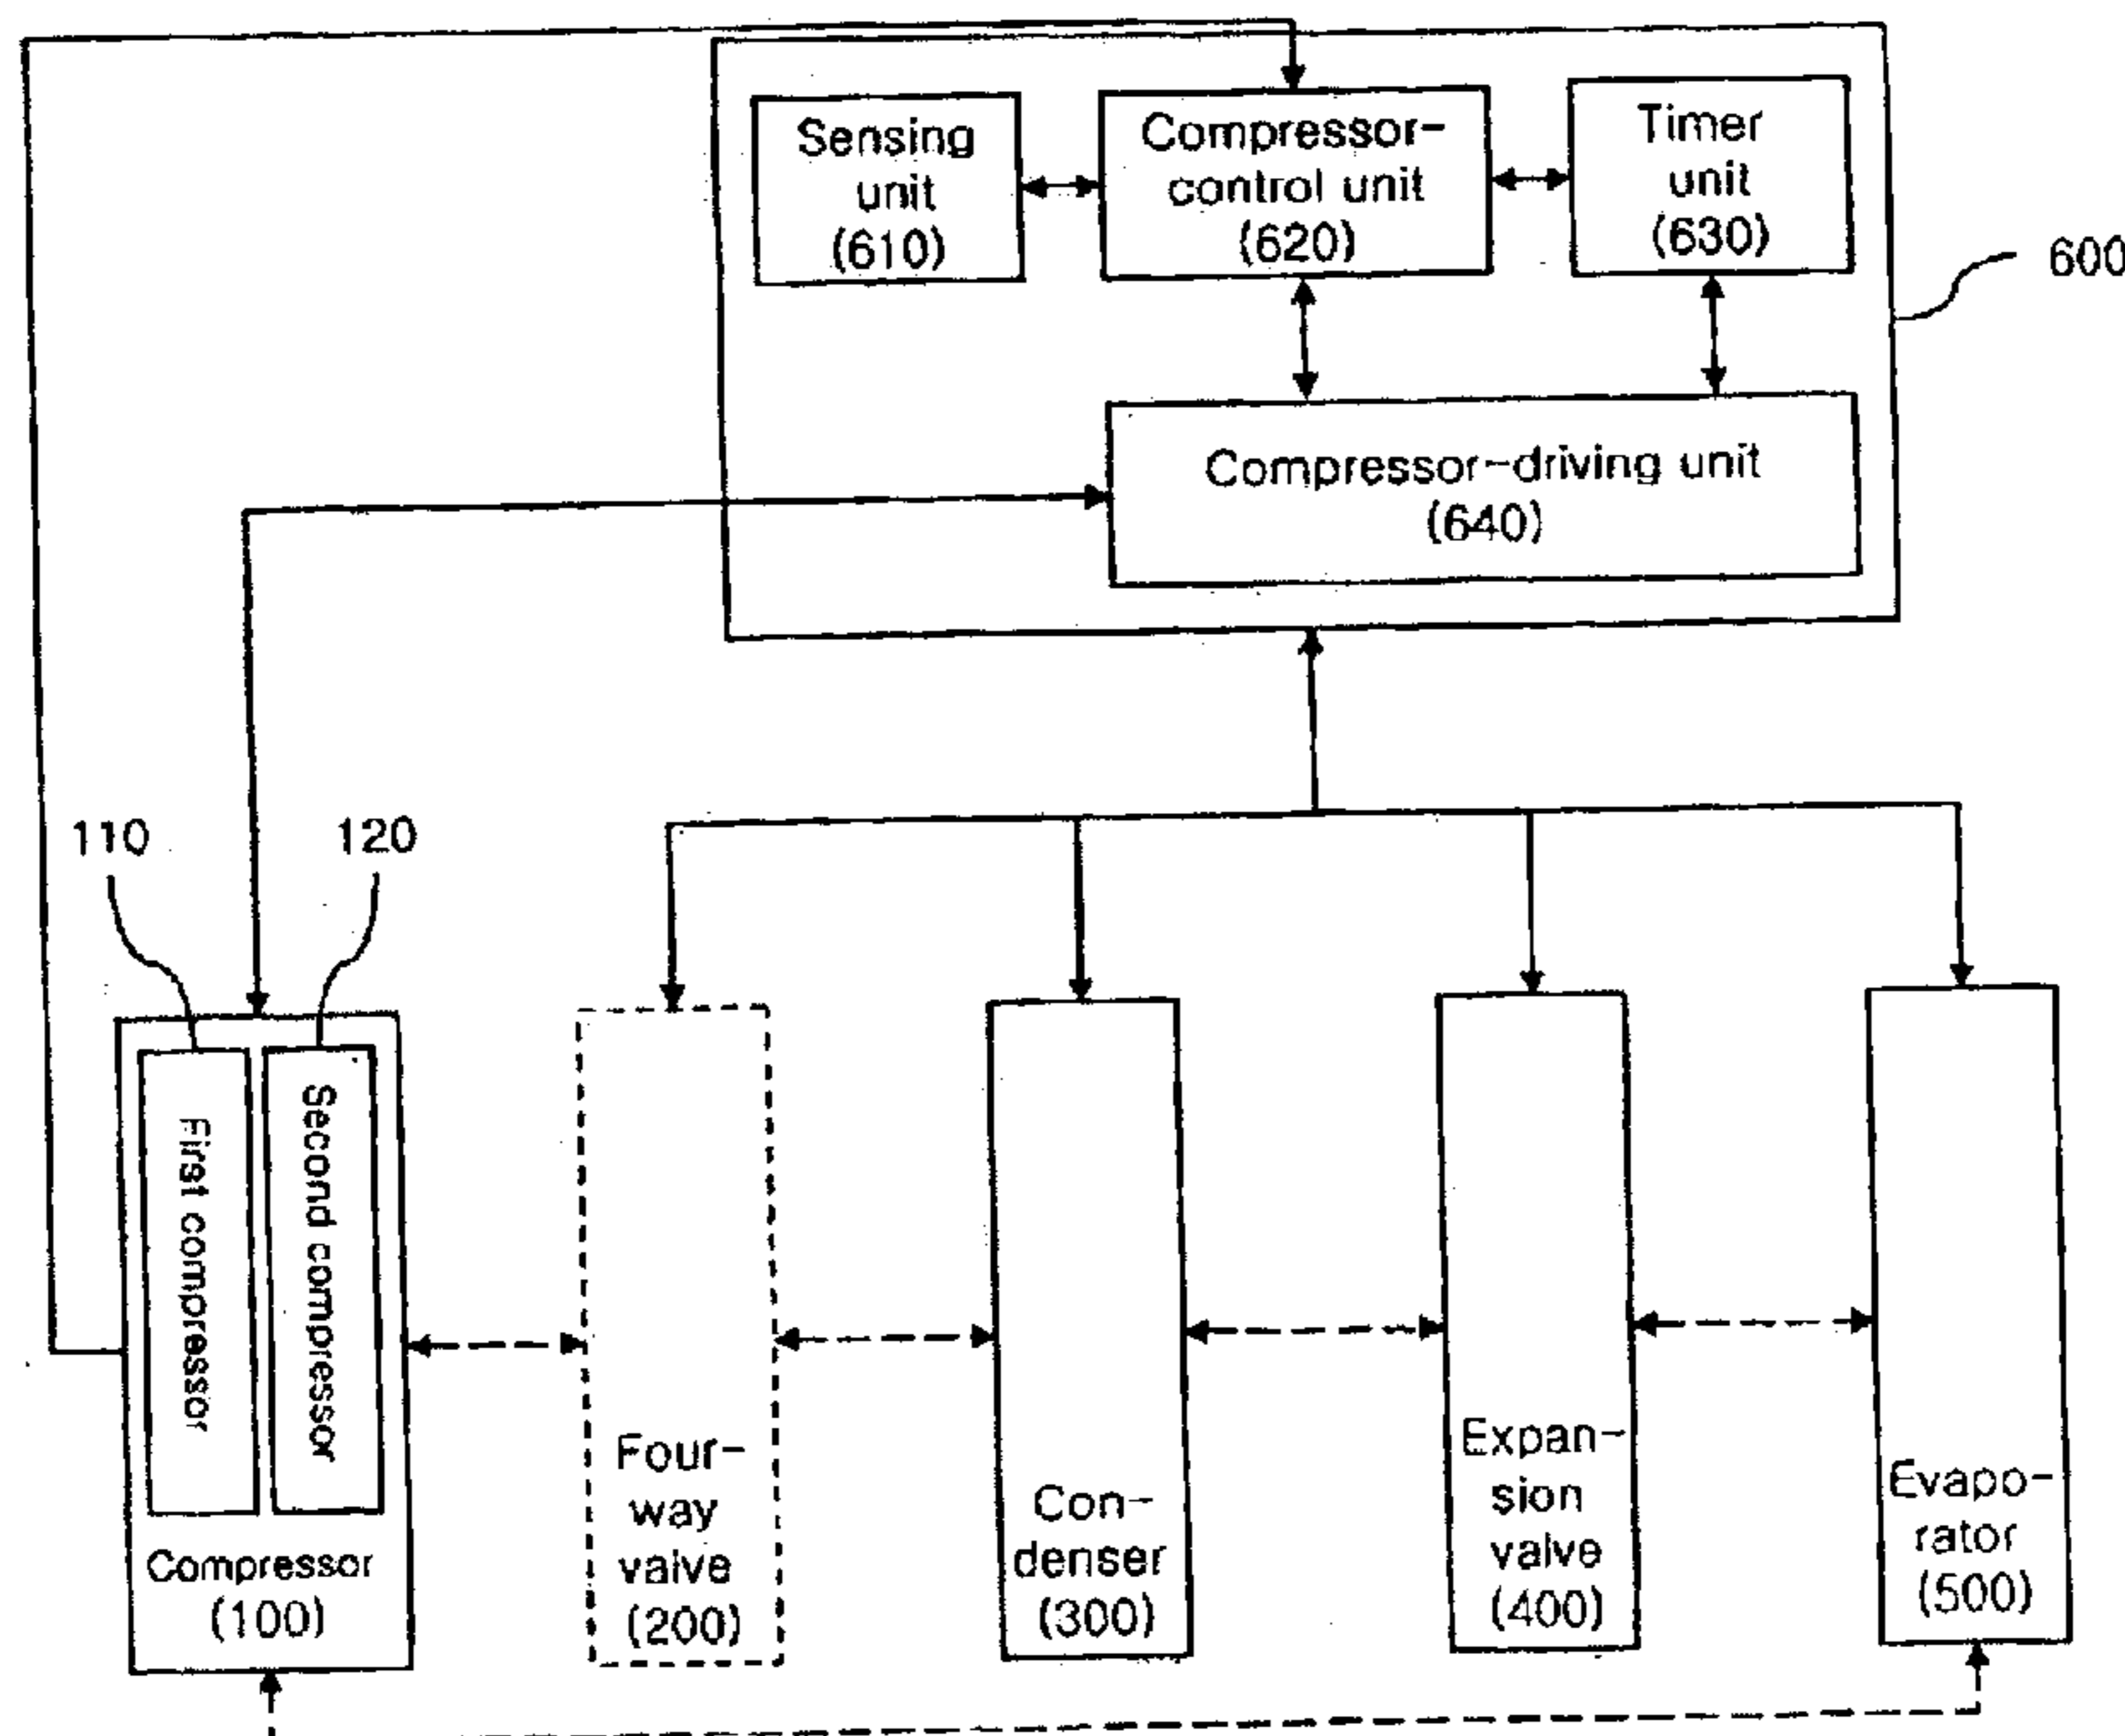 Sensing
unit
(610)
Compressor-
control unit
(620)
Timer
unit
(630)
600
Compressor-driving unit
(640)
110
120
First compressor
Second compressor
Compressor
(100)
Four-
way
valve
(200)
Con-
denser
(300)
Expan-
sion
valve
(400)
Evapo-
rator
(500)